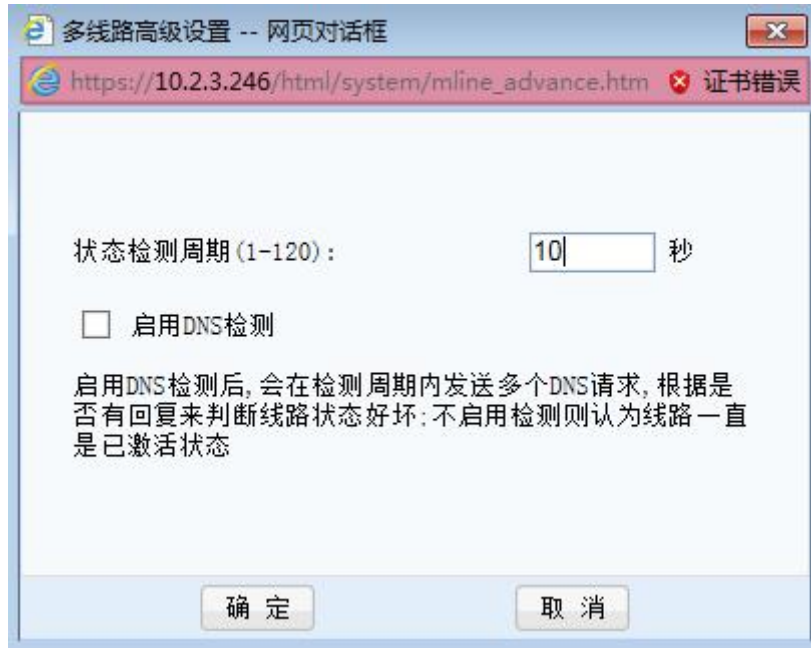 多线路高级设置 -- 网页对话框
https://10.2.3.246/html/system/mline_advance.htm 证书错误
状态检测周期(1-120): 10 秒
启用DNS检测
启用DNS检测后,会在检测周期内发送多个DNS请求,根据是
否有回复来判断线路状态好坏;不启用检测则认为线路一直
是已激活状态
确 定 取 消